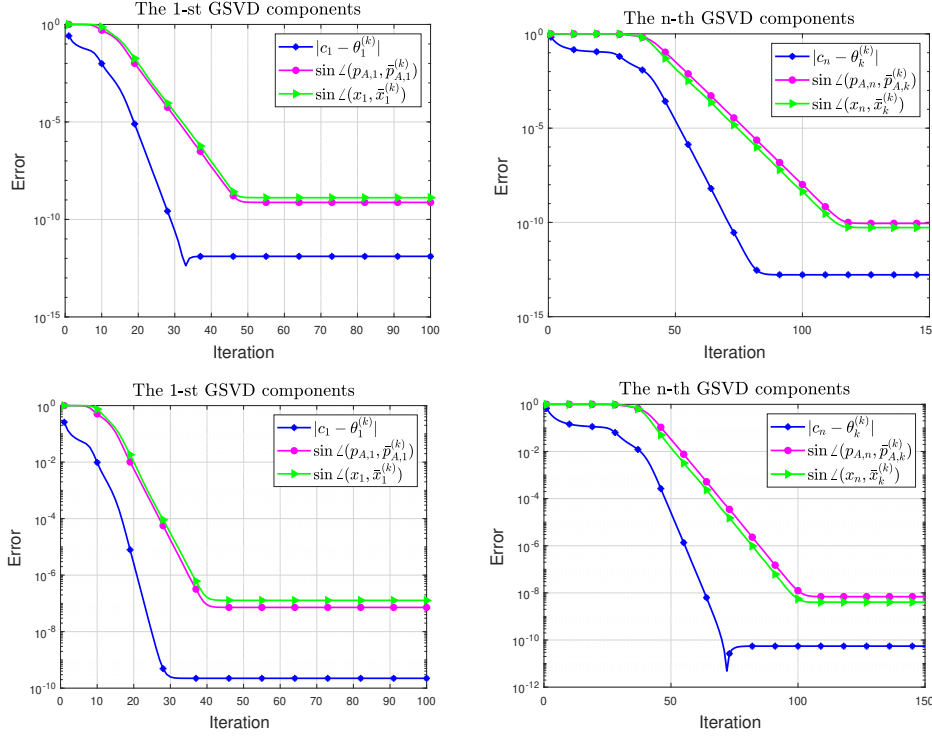 The 1-st GSVD components
10^0
10^-5
10^-10
10^-15
Error
0 10 20 30 40 50 60 70 80 90 100
Iteration
|c_1 − θ_1^(k)|
sin∠(p_{A,1}, p̄_{A,1}^(k))
sin∠(x_1, x̄_1^(k))
The n-th GSVD components
10^0
10^-5
10^-10
10^-15
Error
0 50 100 150
Iteration
|c_n − θ_k^(k)|
sin∠(p_{A,n}, p̄_{A,k}^(k))
sin∠(x_n, x̄_k^(k))
The 1-st GSVD components
10^0
10^-2
10^-4
10^-6
10^-8
10^-10
Error
0 10 20 30 40 50 60 70 80 90 100
Iteration
|c_1 − θ_1^(k)|
sin∠(p_{A,1}, p̄_{A,1}^(k))
sin∠(x_1, x̄_1^(k))
The n-th GSVD components
10^0
10^-2
10^-4
10^-6
10^-8
10^-10
10^-12
Error
0 50 100 150
Iteration
|c_n − θ_k^(k)|
sin∠(p_{A,n}, p̄_{A,k}^(k))
sin∠(x_n, x̄_k^(k))